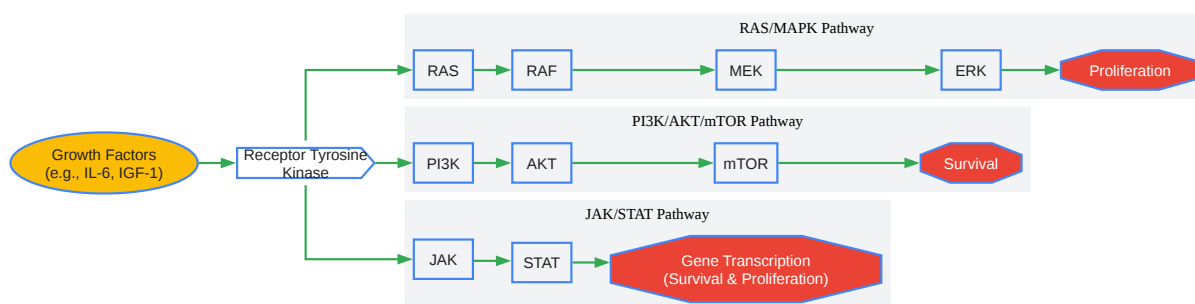 RAS/MAPK Pathway
RAS
RAF
MEK
ERK
Proliferation
PI3K/AKT/mTOR Pathway
Growth Factors
(e.g., IL-6, IGF-1)
Receptor Tyrosine
Kinase
PI3K
AKT
mTOR
Survival
JAK/STAT Pathway
JAK
STAT
Gene Transcription
(Survival & Proliferation)